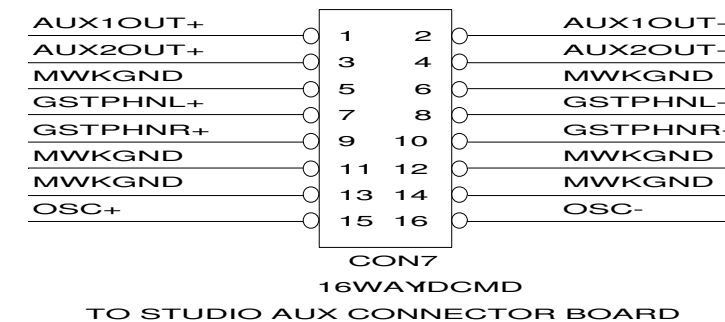 AUX1OUT+ 1 2 AUX1OUT-
AUX2OUT+ 3 4 AUX2OUT-
MWKGND 5 6 MWKGND
GSTPHNL+ 7 8 GSTPHNL-
GSTPHNR+ 9 10 GSTPHNR-
MWKGND 11 12 MWKGND
MWKGND 13 14 MWKGND
OSC+ 15 16 OSC-
CON7
16WAYIDCMD
TO STUDIO AUX CONNECTOR BOARD